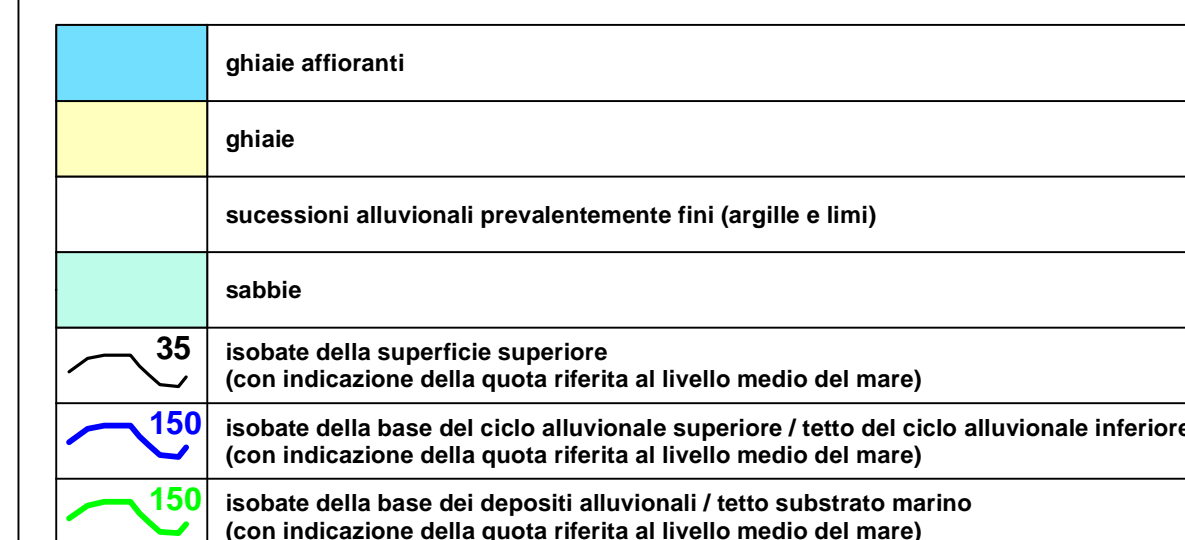 ghiaie affioranti
ghiaie
sucessioni alluvionali prevalentemente fini (argille e limi)
sabbie
35
isobate della superficie superiore
(con indicazione della quota riferita al livello medio del mare)
150
isobate della base del ciclo alluvionale superiore / tetto del ciclo alluvionale inferiore
(con indicazione della quota riferita al livello medio del mare)
150
isobate della base dei depositi alluvionali / tetto substrato marino
(con indicazione della quota riferita al livello medio del mare)